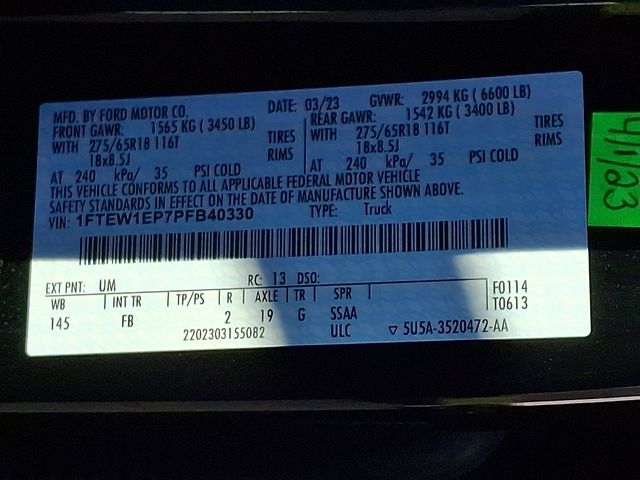 MFD. BY FORD MOTOR CO.
DATE: 03/23 GVWR: 2994 KG ( 6600 LB)
FRONT GAWR: 1565 KG ( 3450 LB)
REAR GAWR: 1542 KG ( 3400 LB)
WITH 275/65R18 116T TIRES
18x8.5J RIMS
AT 240 kPa/ 35 PSI COLD
WITH 275/65R18 116T TIRES
18x8.5J RIMS
AT 240 kPa/ 35 PSI COLD
THIS VEHICLE CONFORMS TO ALL APPLICABLE FEDERAL MOTOR VEHICLE
SAFETY STANDARDS IN EFFECT ON THE DATE OF MANUFACTURE SHOWN ABOVE.
VIN: 1FTEW1EP7PFB40330 TYPE: Truck
EXT PNT: UM RC: 13 DSO:
WB INT TR TP/PS R AXLE TR SPR
145 FB 2 19 G SSAA
2202303155082 ULC
F0114
T0613
▽ 5U5A-3520472-AA
4/1/23